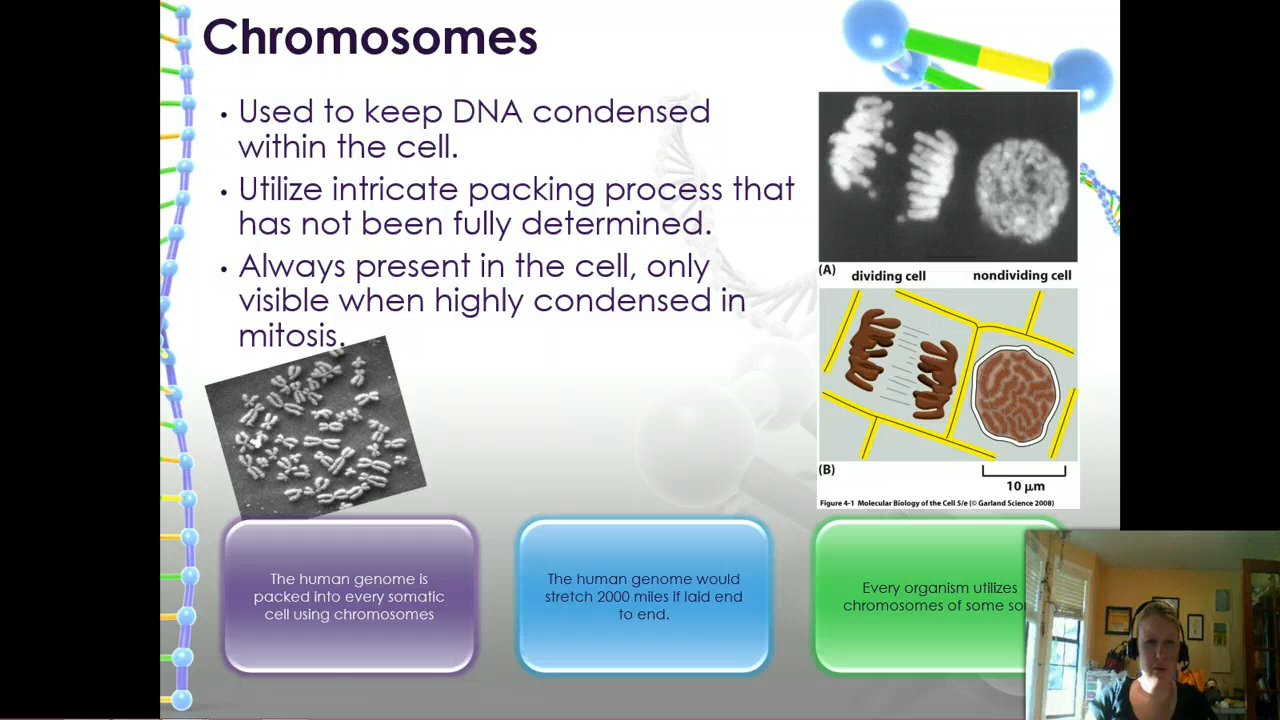 Chromosomes
• Used to keep DNA condensed
within the cell.
• Utilize intricate packing process that
has not been fully determined.
• Always present in the cell, only
visible when highly condensed in
mitosis.
(A) dividing cell nondividing cell
(B)
10 µm
Figure 4-1 Molecular Biology of the Cell 5/e (© Garland Science 2008)
The human genome is
packed into every somatic
cell using chromosomes
The human genome would
stretch 2000 miles if laid end
to end.
Every organism utilizes
chromosomes of some